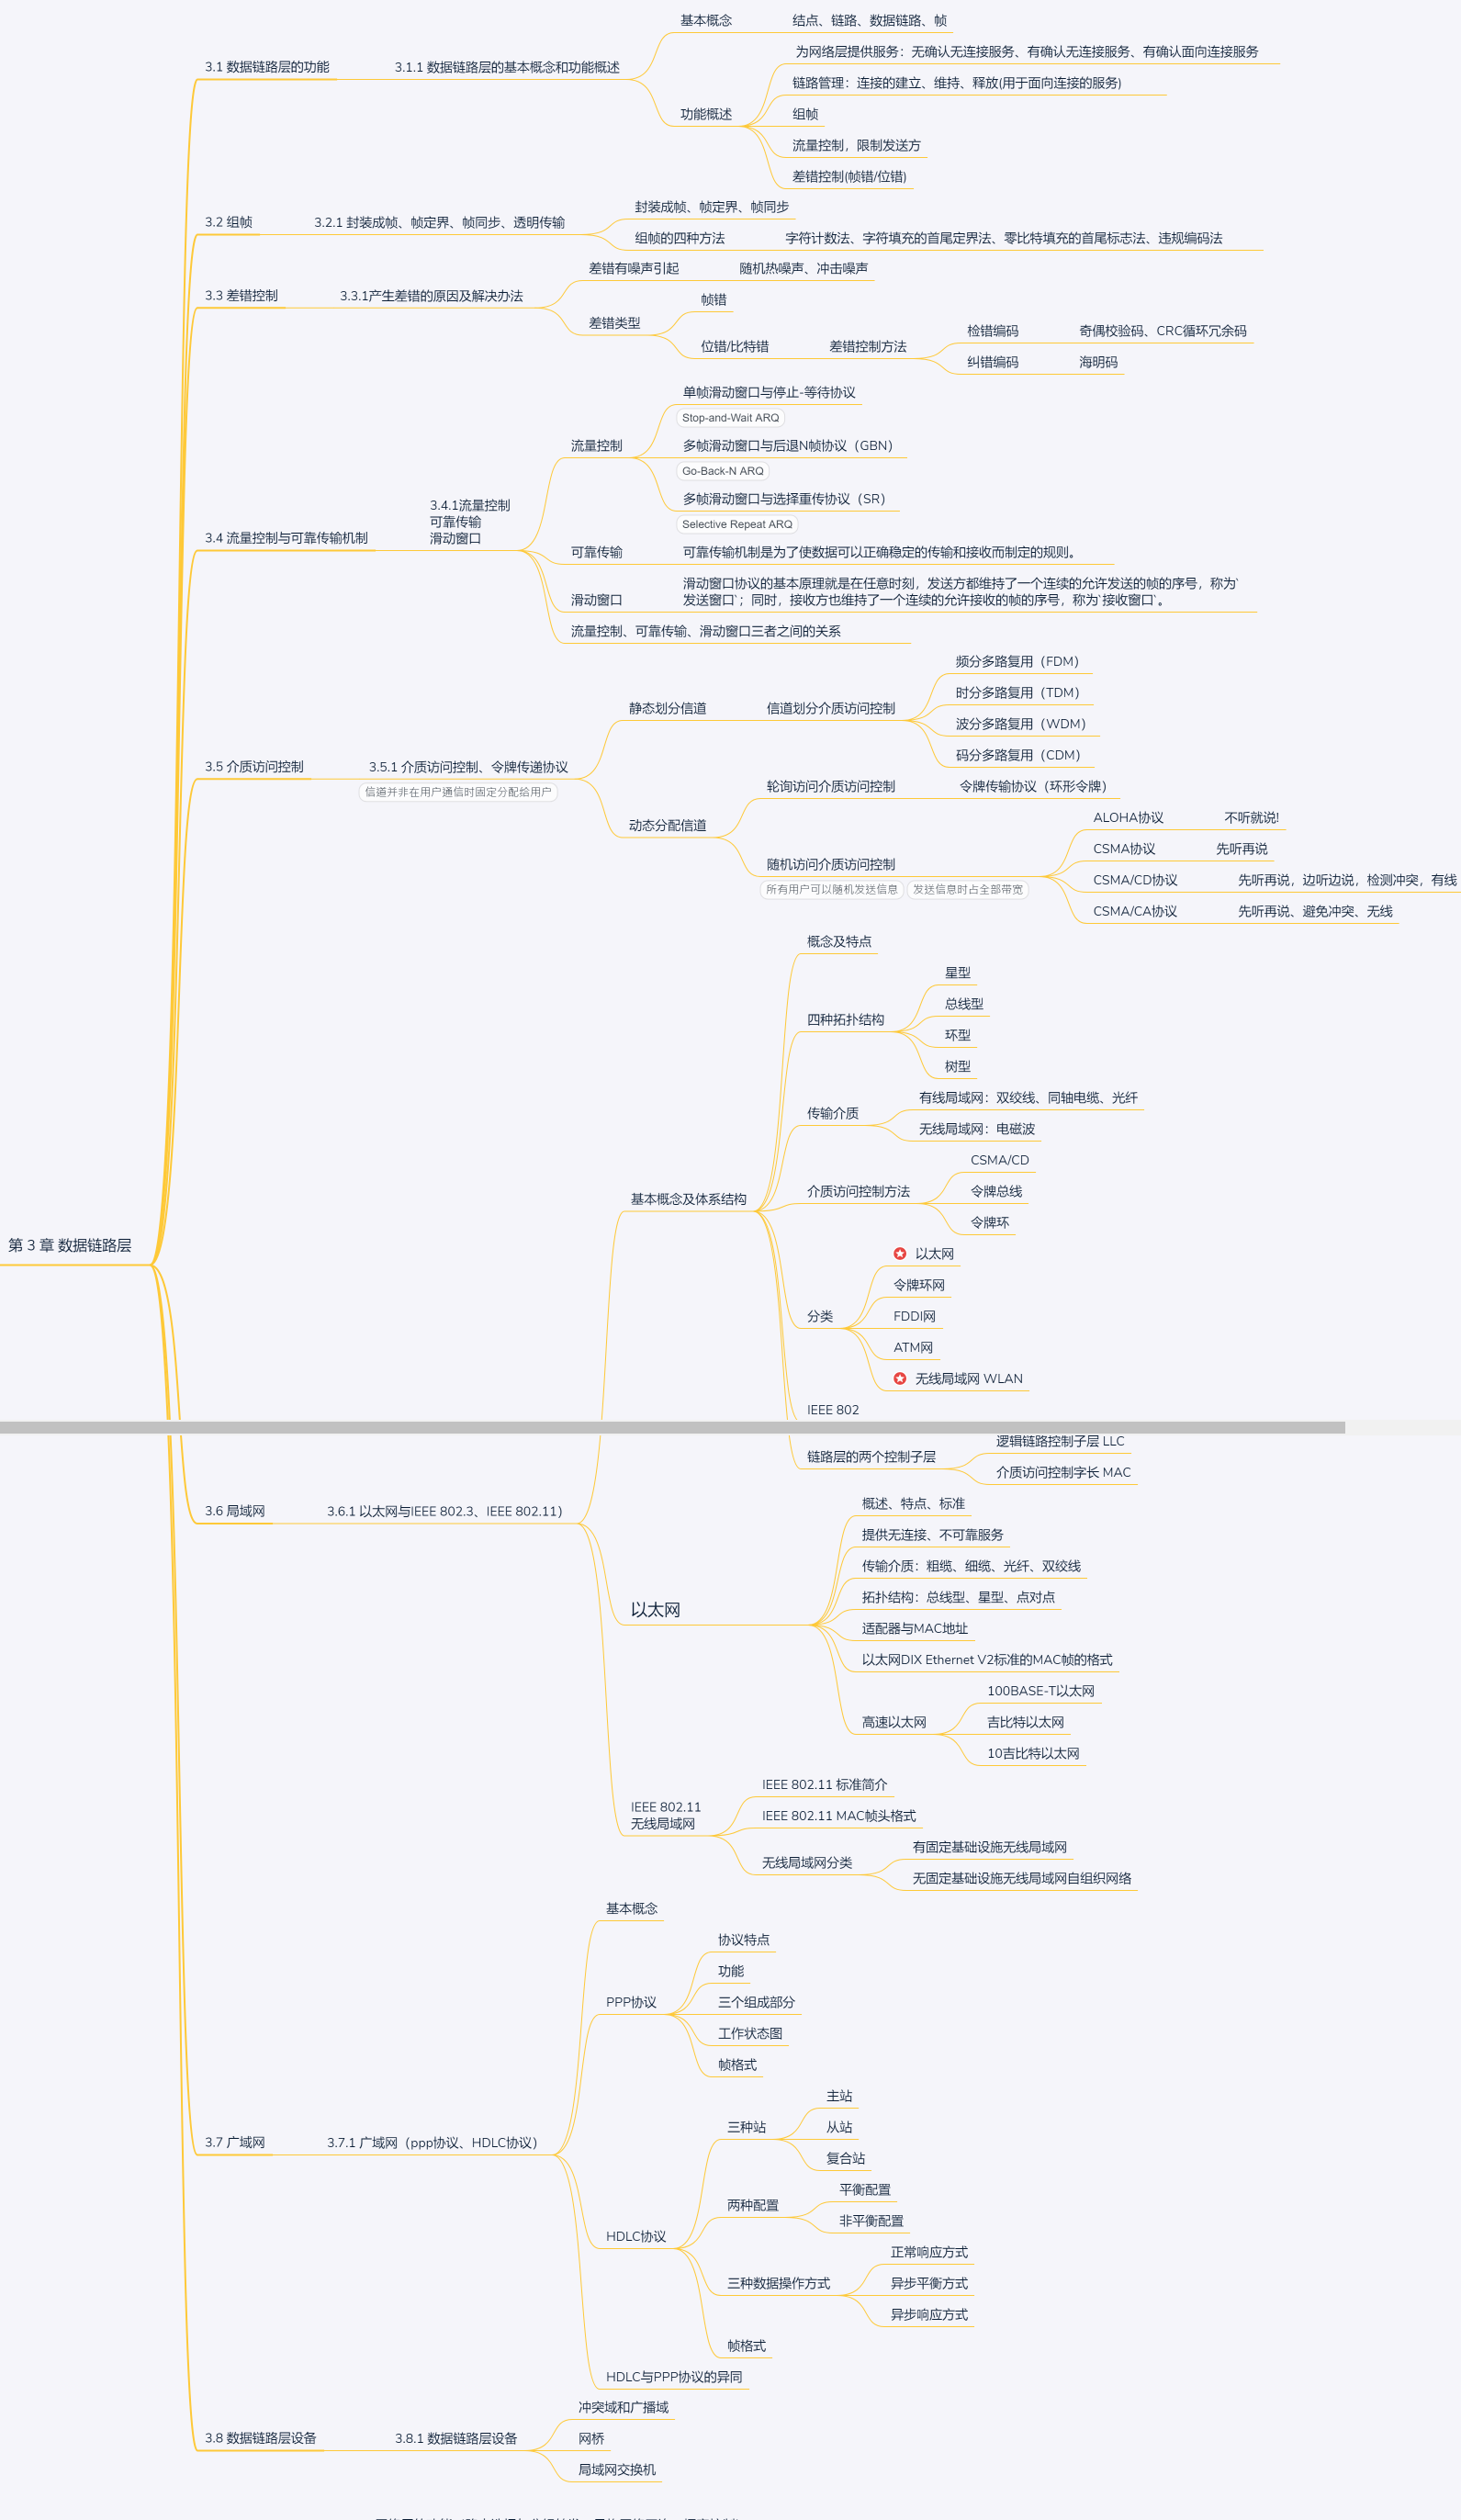 第 3 章 数据链路层
3.1 数据链路层的功能
3.1.1 数据链路层的基本概念和功能概述
基本概念
结点、链路、数据链路、帧
功能概述
为网络层提供服务：无确认无连接服务、有确认无连接服务、有确认面向连接服务
链路管理：连接的建立、维持、释放(用于面向连接的服务)
组帧
流量控制，限制发送方
差错控制(帧错/位错)
3.2 组帧
3.2.1 封装成帧、帧定界、帧同步、透明传输
封装成帧、帧定界、帧同步
组帧的四种方法
字符计数法、字符填充的首尾定界法、零比特填充的首尾标志法、违规编码法
3.3 差错控制
3.3.1产生差错的原因及解决办法
差错有噪声引起
随机热噪声、冲击噪声
差错类型
帧错
位错/比特错
差错控制方法
检错编码
奇偶校验码、CRC循环冗余码
纠错编码
海明码
3.4 流量控制与可靠传输机制
3.4.1流量控制
可靠传输
滑动窗口
流量控制
单帧滑动窗口与停止-等待协议
Stop-and-Wait ARQ
多帧滑动窗口与后退N帧协议（GBN）
Go-Back-N ARQ
多帧滑动窗口与选择重传协议（SR）
Selective Repeat ARQ
可靠传输
可靠传输机制是为了使数据可以正确稳定的传输和接收而制定的规则。
滑动窗口
滑动窗口协议的基本原理就是在任意时刻，发送方都维持了一个连续的允许发送的帧的序号，称为`
发送窗口`；同时，接收方也维持了一个连续的允许接收的帧的序号，称为`接收窗口`。
流量控制、可靠传输、滑动窗口三者之间的关系
3.5 介质访问控制
3.5.1 介质访问控制、令牌传递协议
信道并非在用户通信时固定分配给用户
静态划分信道
信道划分介质访问控制
频分多路复用（FDM）
时分多路复用（TDM）
波分多路复用（WDM）
码分多路复用（CDM）
动态分配信道
轮询访问介质访问控制
令牌传输协议（环形令牌）
随机访问介质访问控制
所有用户可以随机发送信息
发送信息时占全部带宽
ALOHA协议
不听就说!
CSMA协议
先听再说
CSMA/CD协议
先听再说，边听边说，检测冲突，有线
CSMA/CA协议
先听再说、避免冲突、无线
3.6 局域网
3.6.1 以太网与IEEE 802.3、IEEE 802.11）
基本概念及体系结构
概念及特点
四种拓扑结构
星型
总线型
环型
树型
传输介质
有线局域网：双绞线、同轴电缆、光纤
无线局域网：电磁波
介质访问控制方法
CSMA/CD
令牌总线
令牌环
分类
以太网
令牌环网
FDDI网
ATM网
无线局域网 WLAN
IEEE 802
链路层的两个控制子层
逻辑链路控制子层 LLC
介质访问控制字长 MAC
以太网
概述、特点、标准
提供无连接、不可靠服务
传输介质：粗缆、细缆、光纤、双绞线
拓扑结构：总线型、星型、点对点
适配器与MAC地址
以太网DIX Ethernet V2标准的MAC帧的格式
高速以太网
100BASE-T以太网
吉比特以太网
10吉比特以太网
IEEE 802.11
无线局域网
IEEE 802.11 标准简介
IEEE 802.11 MAC帧头格式
无线局域网分类
有固定基础设施无线局域网
无固定基础设施无线局域网自组织网络
3.7 广域网
3.7.1 广域网（ppp协议、HDLC协议）
基本概念
PPP协议
协议特点
功能
三个组成部分
工作状态图
帧格式
HDLC协议
三种站
主站
从站
复合站
两种配置
平衡配置
非平衡配置
三种数据操作方式
正常响应方式
异步平衡方式
异步响应方式
帧格式
HDLC与PPP协议的异同
3.8 数据链路层设备
3.8.1 数据链路层设备
冲突域和广播域
网桥
局域网交换机